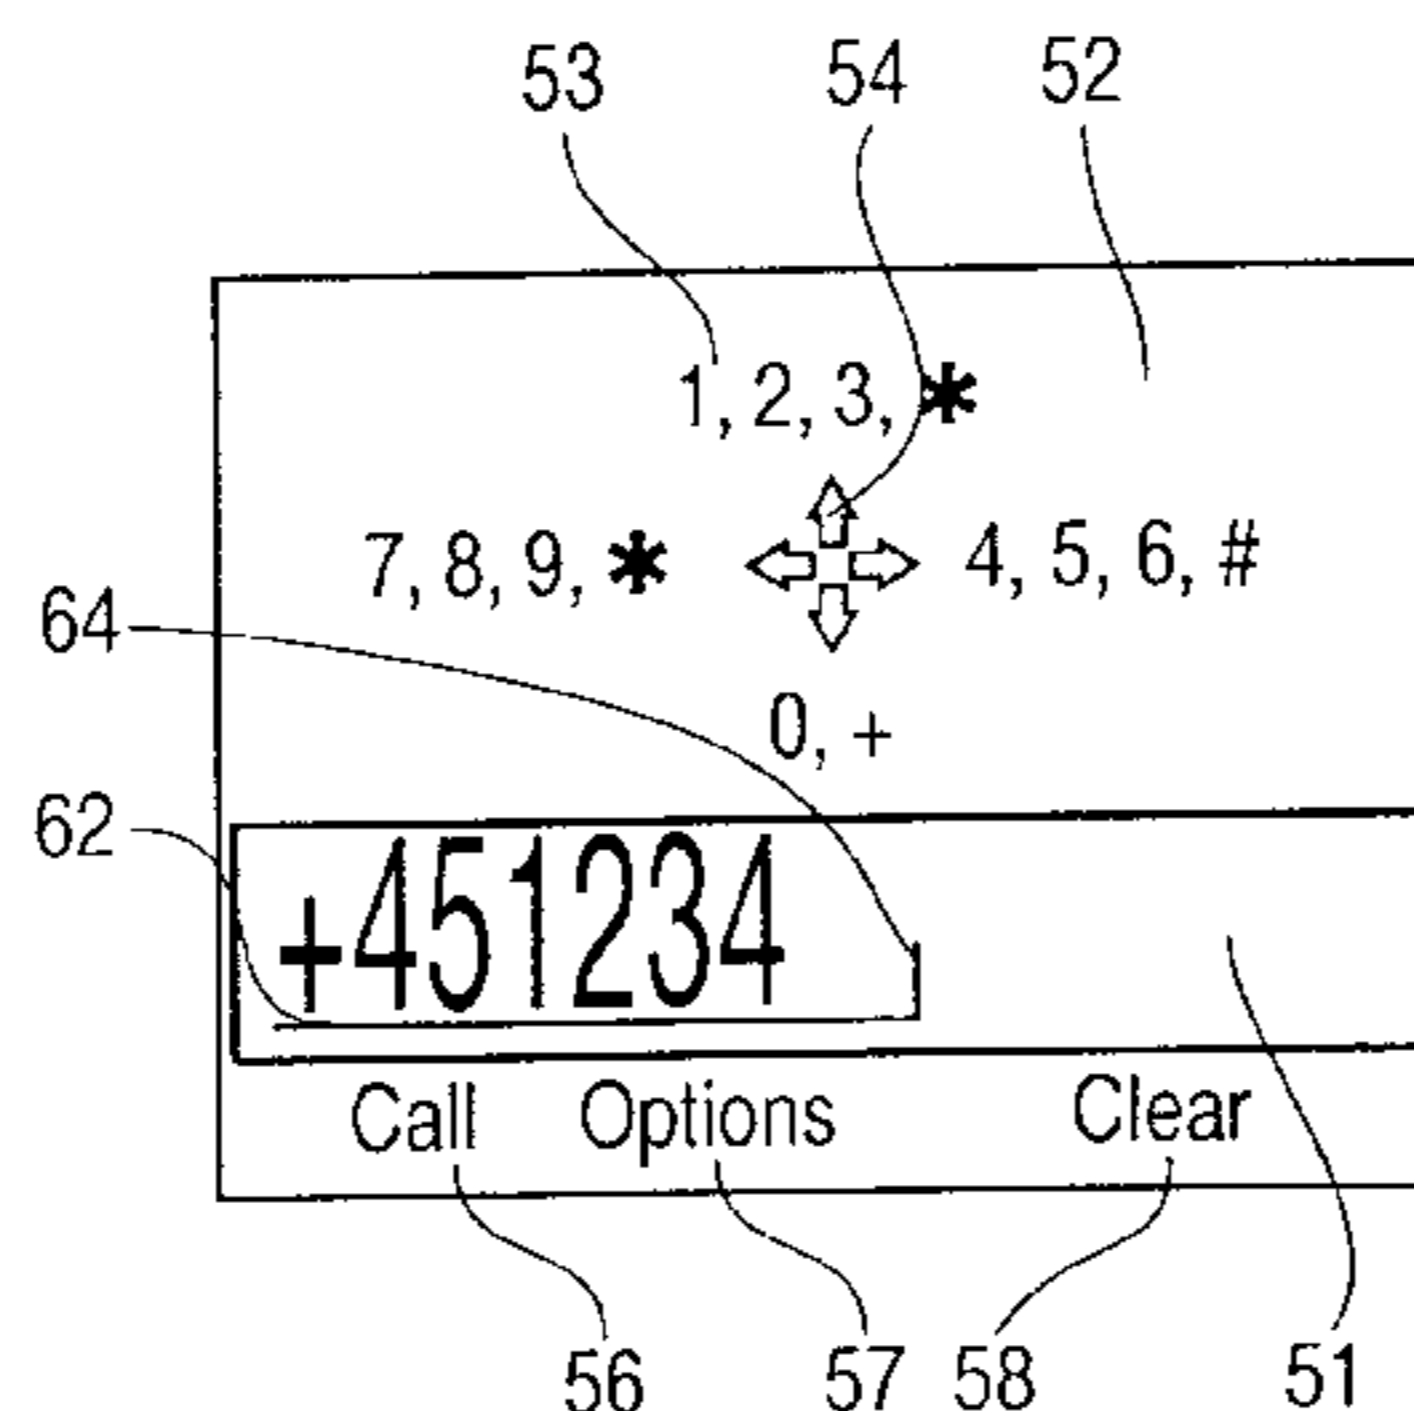 53 54 52
1, 2, 3, *
7, 8, 9, * 4, 5, 6, #
64
0, +
62
+451234
Call Options Clear
56 57 58 51